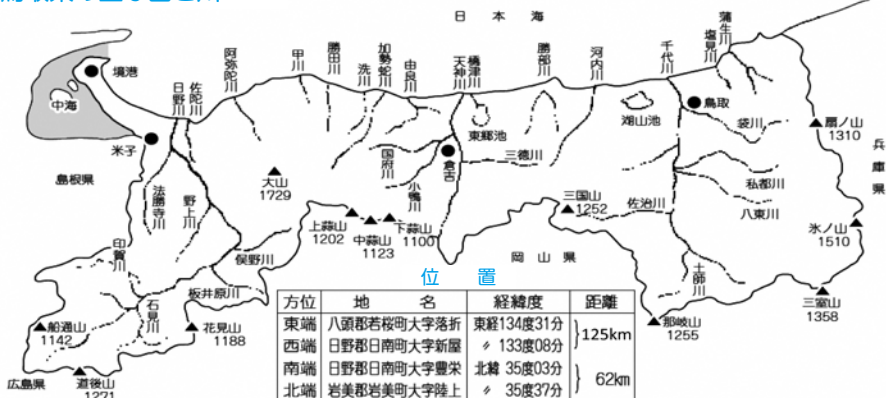 日本海
蒲生川
塩見川
千代川
河内川
勝部川
橋津川
天神川
由良川
加勢蛇川
洗川
勝田川
甲川
阿弥陀川
佐陀川
日野川
境港
中海
米子
島根県
大山
1729
法勝寺川
野上川
印賀川
俣野川
板井原川
石見川
船通山
1142
花見山
1188
広島県
道後山
1271
上蒜山
1202
中蒜山
1123
下蒜山
1100
国府川
小鴨川
倉吉
東郷池
三徳川
湖山池
鳥取
袋川
扇ノ山
1310
兵庫県
私都川
八東川
佐治川
三国山
1252
氷ノ山
1510
岡山県
土師川
三室山
1358
那岐山
1255
位置
方位 地名 経緯度 距離
東端 八頭郡若桜町大字落折 東経134度31分
西端 日野郡日南町大字新屋 〃 133度08分
125km
南端 日野郡日南町大字豊栄 北緯 35度03分
北端 岩美郡岩美町大字陸上 〃 35度37分
62km